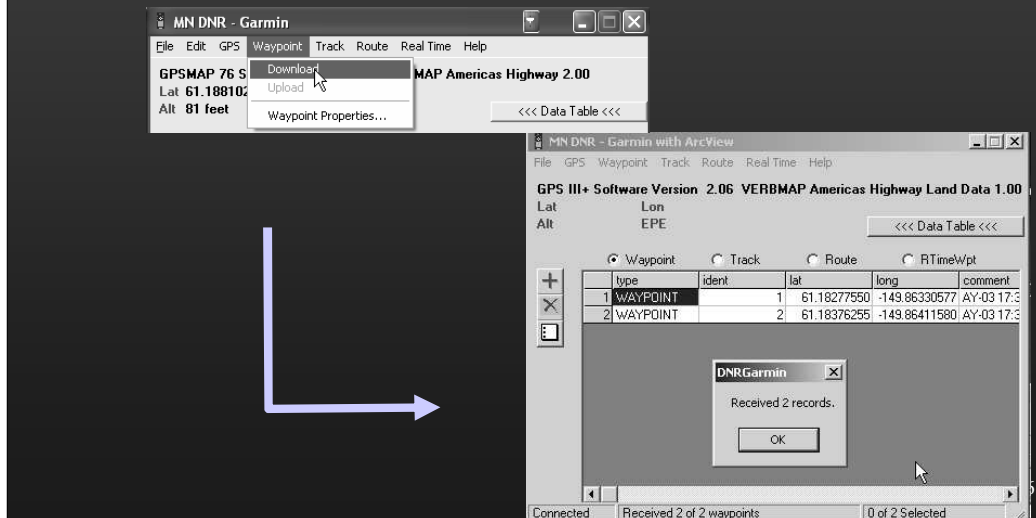 MN DNR - Garmin
File Edit GPS Waypoint Track Route Real Time Help
GPSMAP 76 S MAP Americas Highway 2.00
Download
Lat 61.188102
Upload
Alt 81 feet
<<< Data Table <<<
Waypoint Properties...
MN DNR - Garmin with ArcView
File GPS Waypoint Track Route Real Time Help
GPS III+ Software Version 2.06 VERBMAP Americas Highway Land Data 1.00
Lat Lon
Alt EPE
<<< Data Table <<<
Waypoint Track Route RTimeWpt
type ident lat long comment
1 WAYPOINT 1 61.18277550 -149.86330577 AY-03 17:3
2 WAYPOINT 2 61.18376255 -149.86411580 AY-03 17:3
DNRGarmin
Received 2 records.
OK
Connected Received 2 of 2 waypoints 0 of 2 Selected